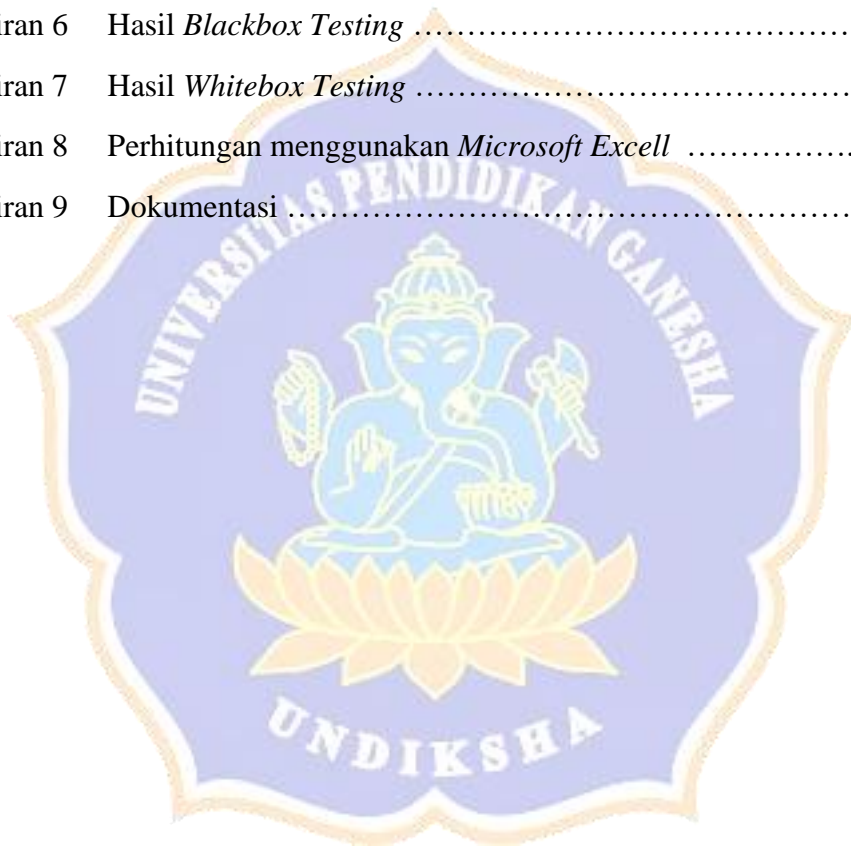 iran 6 Hasil Blackbox Testing ……………………………………
iran 7 Hasil Whitebox Testing ……………………………………
iran 8 Perhitungan menggunakan Microsoft Excell ……………..
iran 9 Dokumentasi ………………………………………………
UNIVERSITAS PENDIDIKAN GANESHA
UNDIKSHA